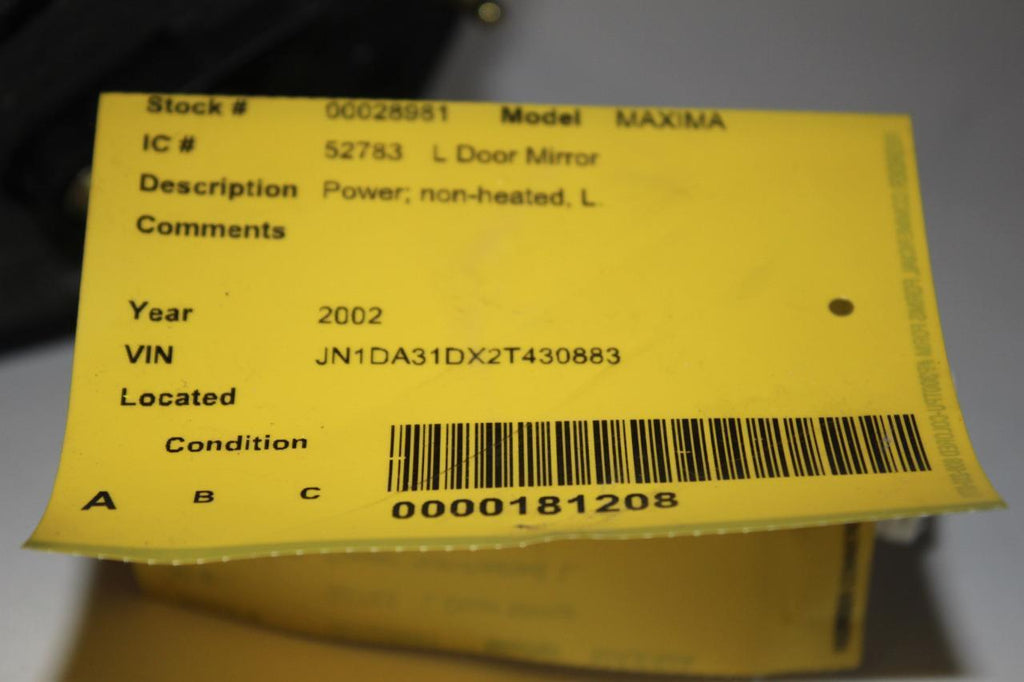 Stock # 00028981 Model MAXIMA
IC # 52783 L Door Mirror
Description Power; non-heated, L.
Comments
Year 2002
VIN JN1DA31DX2T430883
Located
Condition
A B C
0000181208